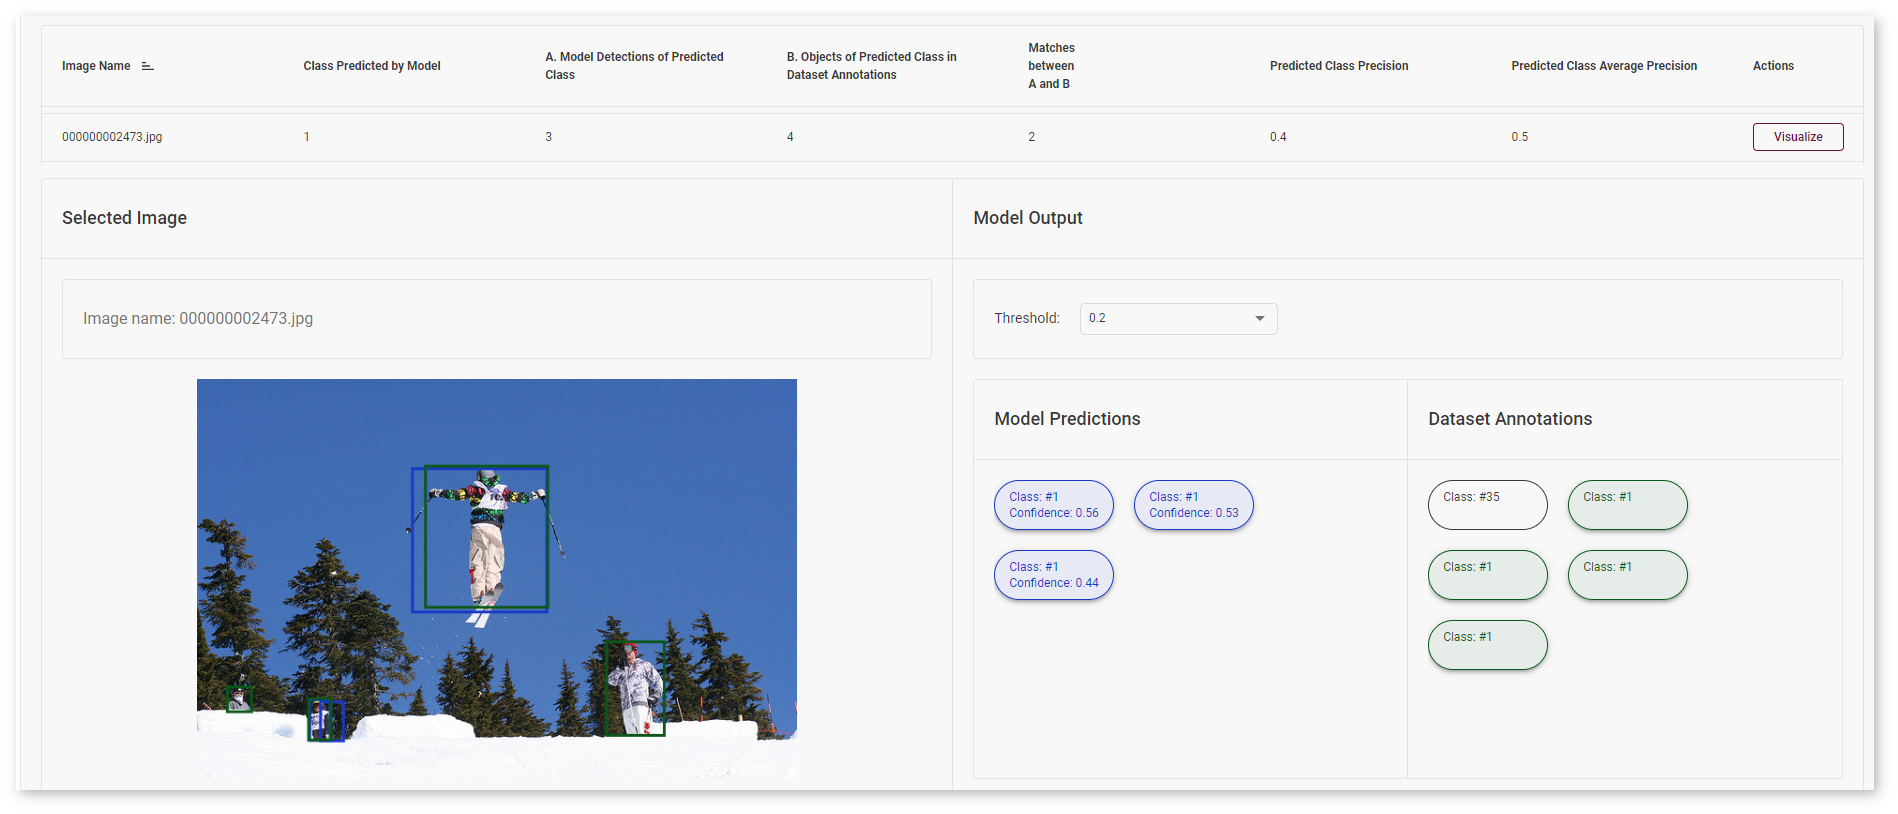 Image Name
Class Predicted by Model
A. Model Detections of Predicted
Class
B. Objects of Predicted Class in
Dataset Annotations
Matches
between
A and B
Predicted Class Precision
Predicted Class Average Precision
Actions
000000002473.jpg
1
3
4
2
0.4
0.5
Visualize
Selected Image
Model Output
Image name: 000000002473.jpg
Threshold:
0.2
Model Predictions
Dataset Annotations
Class: #1
Confidence: 0.56
Class: #1
Confidence: 0.53
Class: #1
Confidence: 0.44
Class: #35
Class: #1
Class: #1
Class: #1
Class: #1